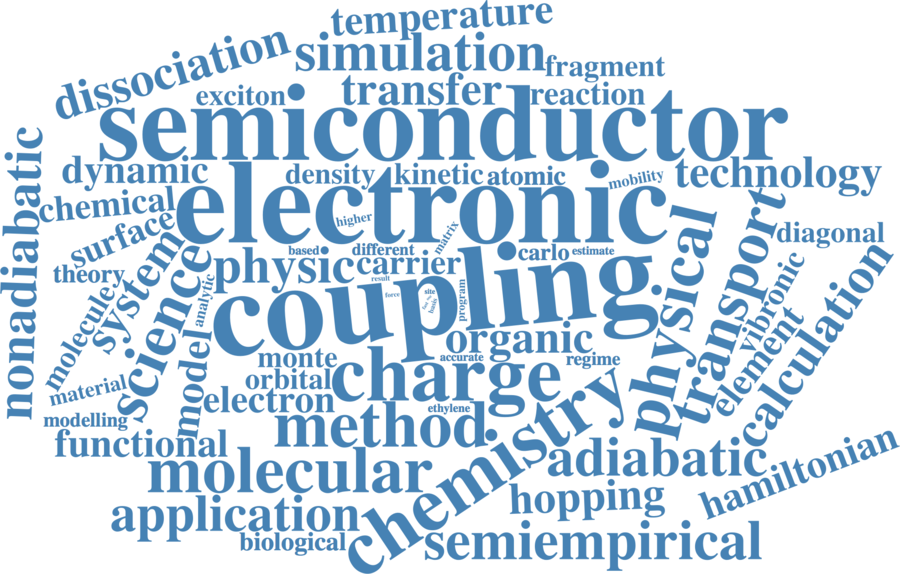 temperature
simulation
dissociation
fragment
exciton
transfer
reaction
semiconductor
nonadiabatic
dynamic
density
kinetic
atomic
mobility
technology
electronic
chemical
surface
higher
matrix
diagonal
theory
system
physic
based
different
carrier
carlo
estimate
physical
transport
molecule
science
analytic
coupling
result
force
site
basis
program
vibronic
calculation
material
model
monte
organic
accurate
regime
element
orbital
charge
modelling
electron
ethylene
functional
method
chemistry
adiabatic
molecular
hopping
hamiltonian
application
biological
semiempirical